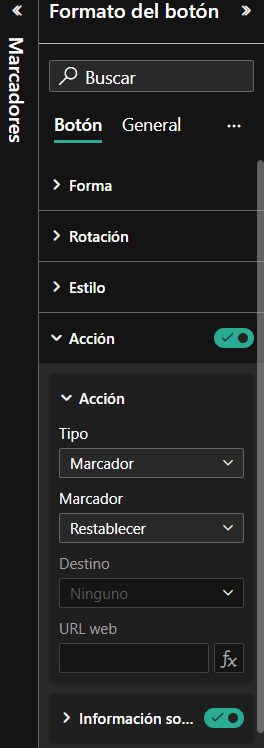 Marcadores
Formato del botón
Buscar
Botón General ...
Forma
Rotación
Estilo
Acción
Acción
Tipo
Marcador
Marcador
Restablecer
Destino
Ninguno
URL web
fx
Información so...